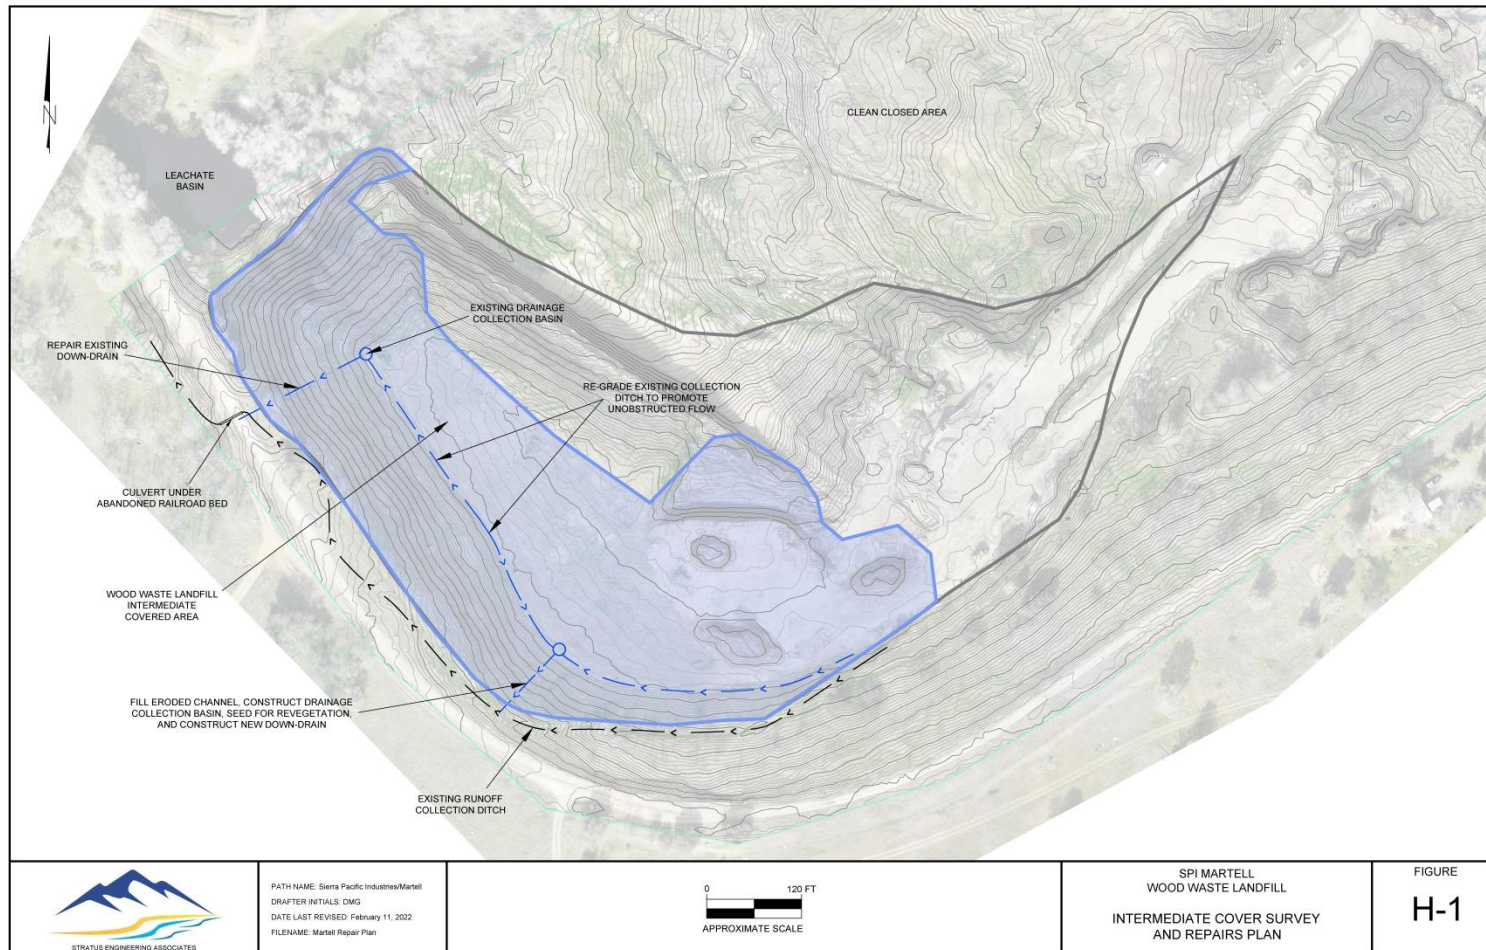 N
CLEAN CLOSED AREA
LEACHATE
BASIN
EXISTING DRAINAGE
COLLECTION BASIN
REPAIR EXISTING
DOWN-DRAIN
RE-GRADE EXISTING COLLECTION
DITCH TO PROMOTE
UNOBSTRUCTED FLOW
CULVERT UNDER
ABANDONED RAILROAD BED
WOOD WASTE LANDFILL
INTERMEDIATE
COVERED AREA
FILL ERODED CHANNEL, CONSTRUCT DRAINAGE
COLLECTION BASIN, SEED FOR REVEGETATION,
AND CONSTRUCT NEW DOWN-DRAIN
EXISTING RUNOFF
COLLECTION DITCH
STRATUS ENGINEERING ASSOCIATES
PATH NAME: Sierra Pacific Industries/Martell
DRAFTER INITIALS: DMG
DATE LAST REVISED: February 11, 2022
FILENAME: Martell Repair Plan
0 120 FT
APPROXIMATE SCALE
SPI MARTELL
WOOD WASTE LANDFILL
INTERMEDIATE COVER SURVEY
AND REPAIRS PLAN
FIGURE
H-1